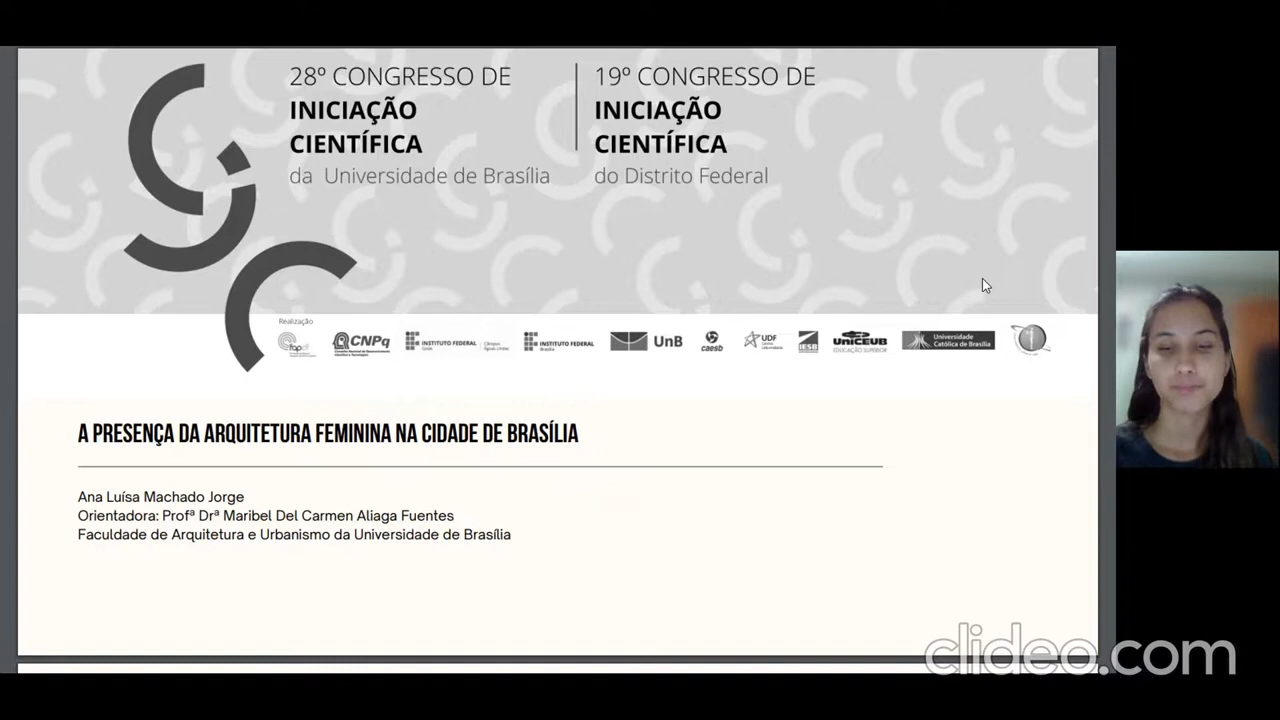 28º CONGRESSO DE
INICIAÇÃO
CIENTÍFICA
da Universidade de Brasília
19º CONGRESSO DE
INICIAÇÃO
CIENTÍFICA
do Distrito Federal
Realização
CNPq
INSTITUTO FEDERAL
INSTITUTO FEDERAL
Brasília
UnB
caesb
UDF
IESB
UniCEUB
EDUCAÇÃO SUPERIOR
Universidade
Católica de Brasília
A PRESENÇA DA ARQUITETURA FEMININA NA CIDADE DE BRASÍLIA
Ana Luísa Machado Jorge
Orientadora: Profª Drª Maribel Del Carmen Aliaga Fuentes
Faculdade de Arquitetura e Urbanismo da Universidade de Brasília
clideo.com